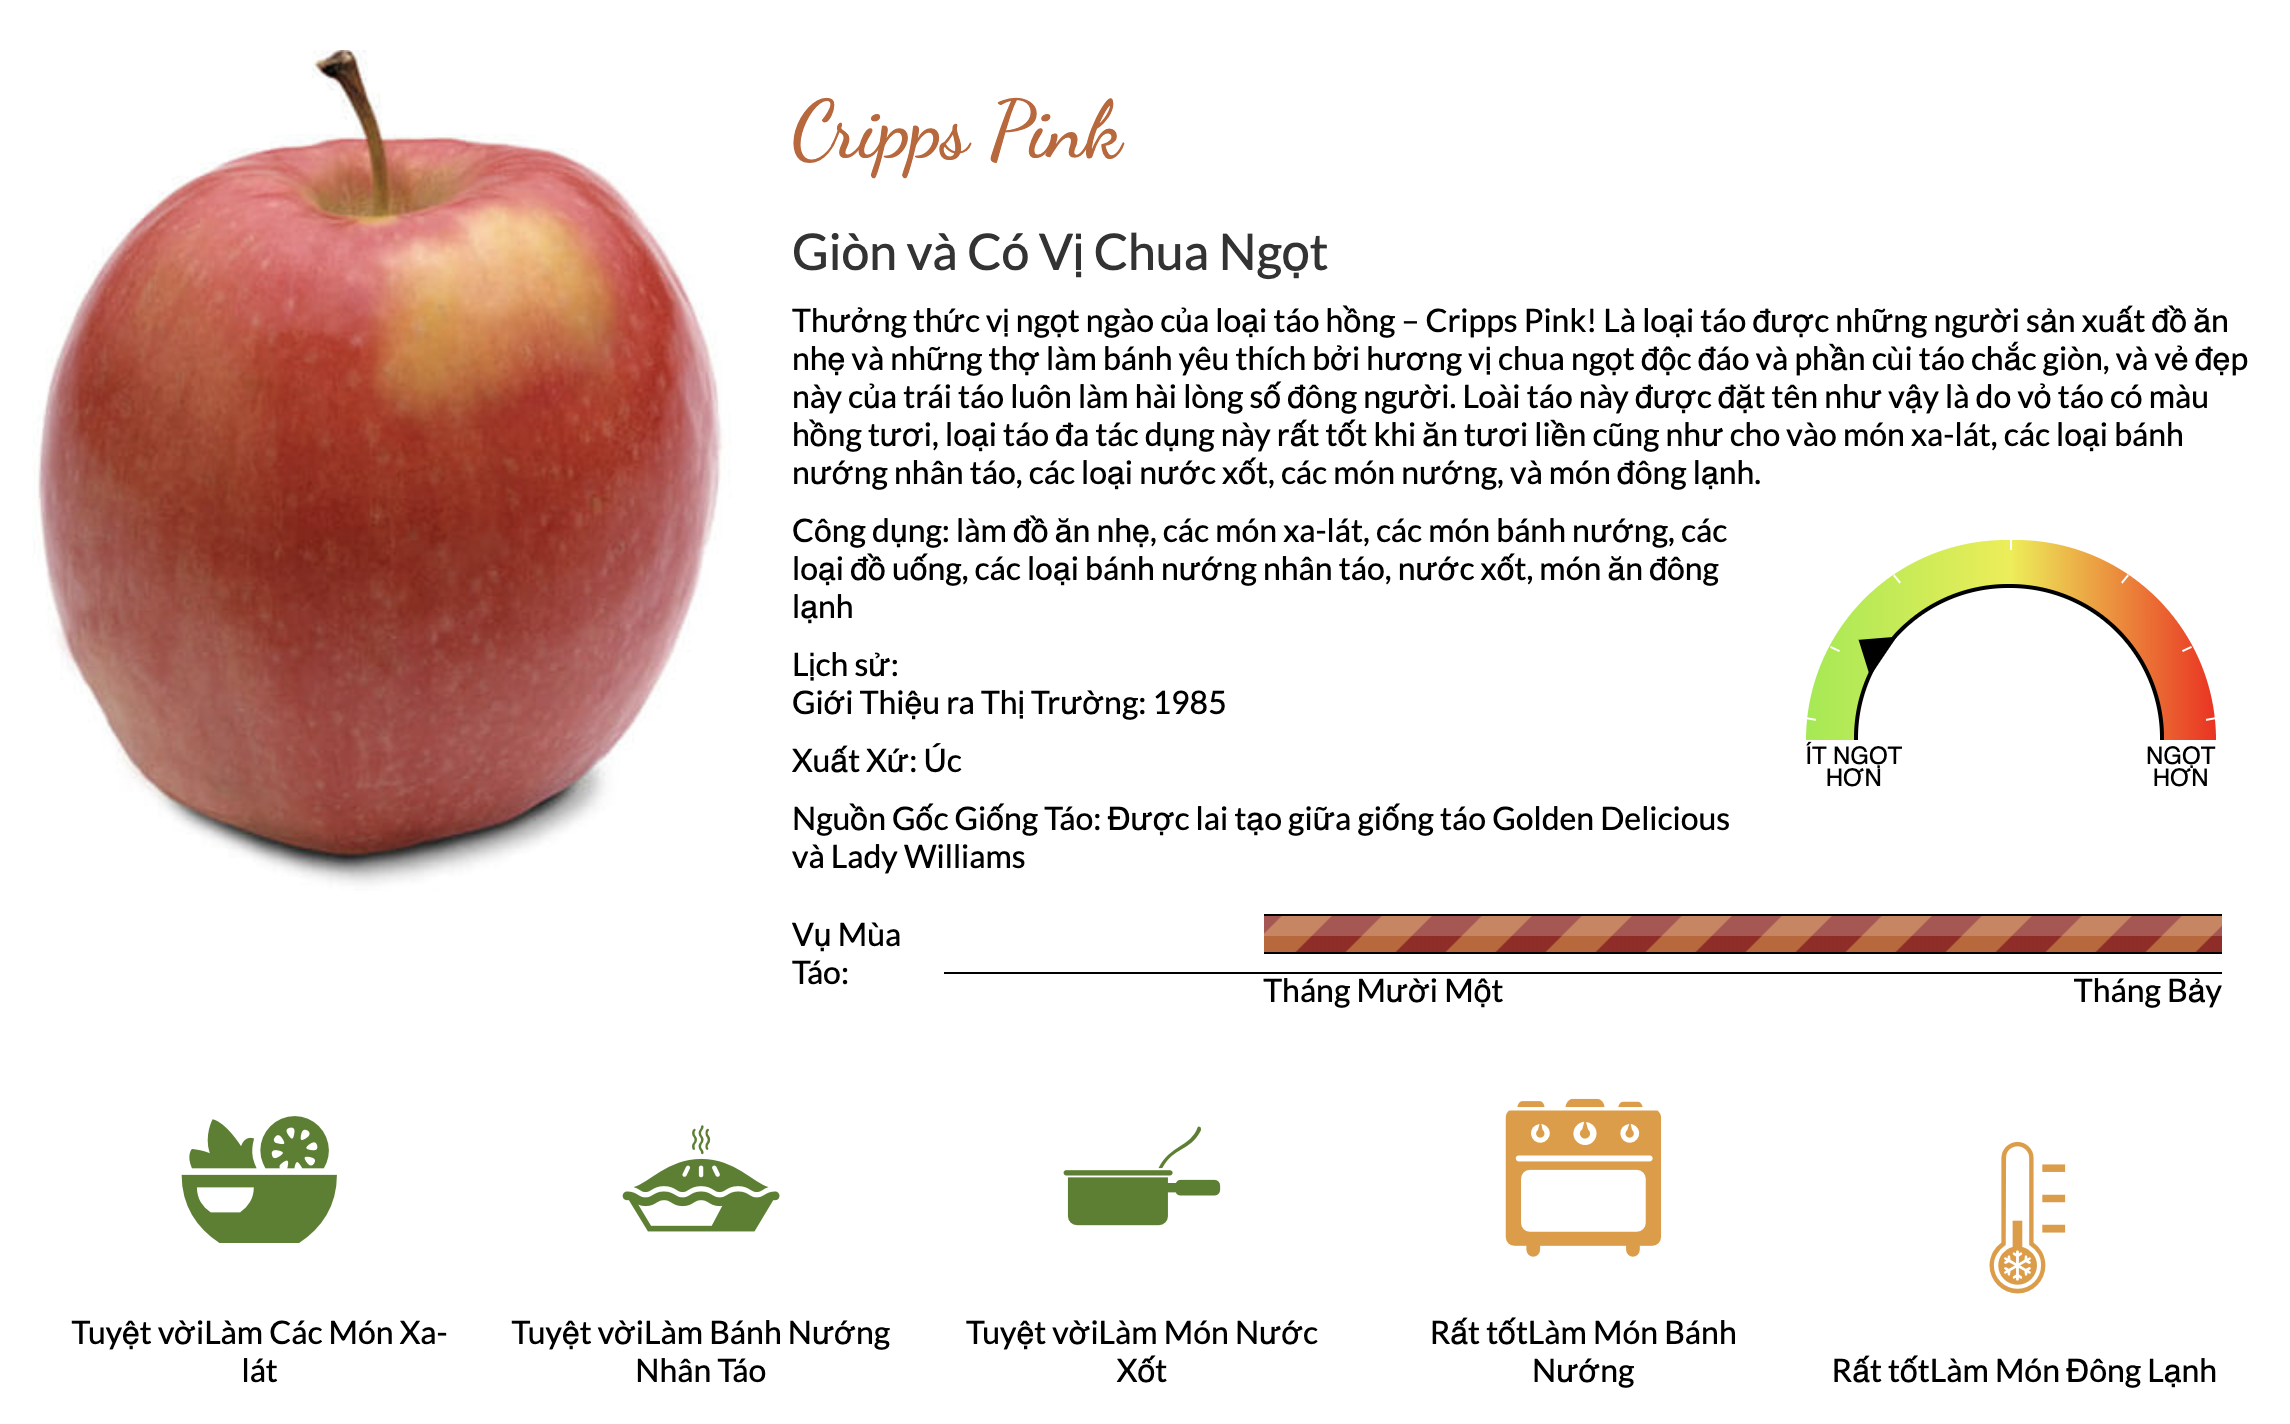 Cripps Pink
Giòn và Có Vị Chua Ngọt
Thưởng thức vị ngọt ngào của loại táo hồng – Cripps Pink! Là loại táo được những người sản xuất đồ ăn
nhẹ và những thợ làm bánh yêu thích bởi hương vị chua ngọt độc đáo và phần cùi táo chắc giòn, và vẻ đẹp
này của trái táo luôn làm hài lòng số đông người. Loài táo này được đặt tên như vậy là do vỏ táo có màu
hồng tươi, loại táo đa tác dụng này rất tốt khi ăn tươi liền cũng như cho vào món xa-lát, các loại bánh
nướng nhân táo, các loại nước xốt, các món nướng, và món đông lạnh.
Công dụng: làm đồ ăn nhẹ, các món xa-lát, các món bánh nướng, các
loại đồ uống, các loại bánh nướng nhân táo, nước xốt, món ăn đông
lạnh
Lịch sử:
Giới Thiệu ra Thị Trường: 1985
Xuất Xứ: Úc
Nguồn Gốc Giống Táo: Được lai tạo giữa giống táo Golden Delicious
và Lady Williams
ÍT NGỌT
HƠN
NGỌT
HƠN
Vụ Mùa
Táo:
Tháng Mười Một
Tháng Bảy
Tuyệt vờiLàm Các Món Xa-
lát
Tuyệt vờiLàm Bánh Nướng
Nhân Táo
Tuyệt vờiLàm Món Nước
Xốt
Rất tốtLàm Món Bánh
Nướng
Rất tốtLàm Món Đông Lạnh